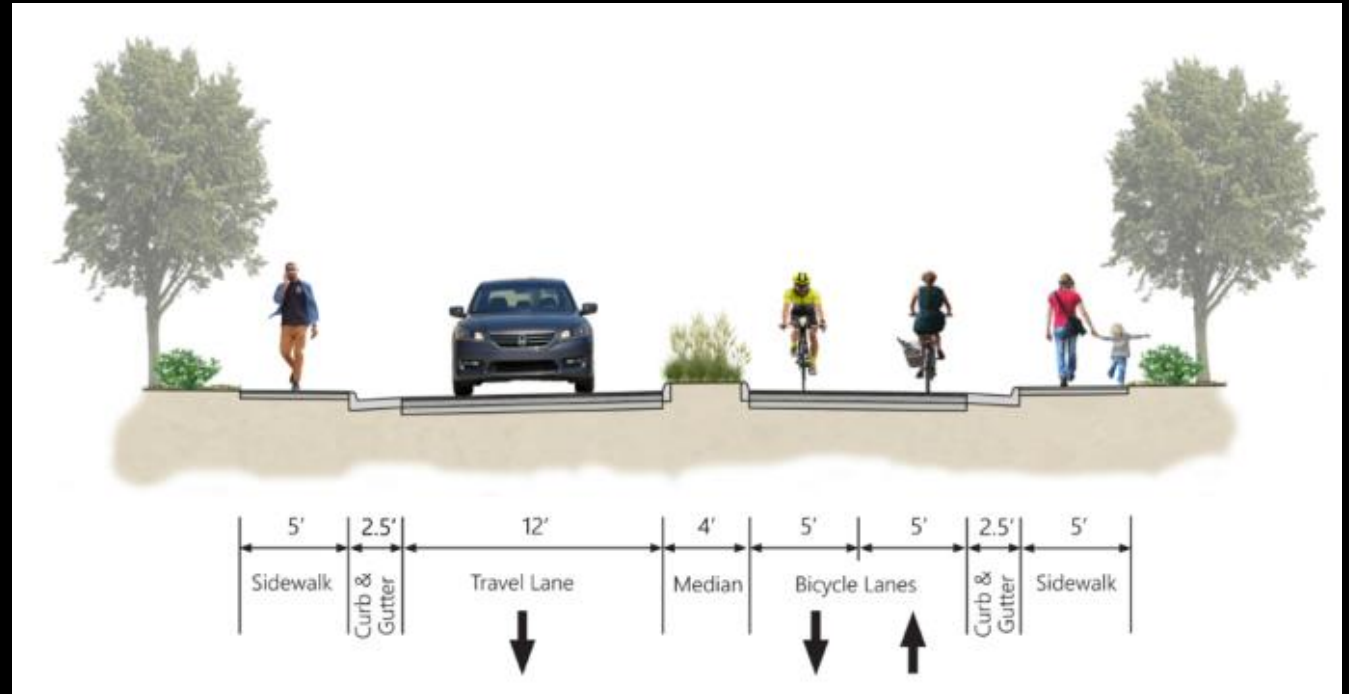 5′ 2.5′ 12′ 4′ 5′ 5′ 2.5′ 5′
Sidewalk
Curb &
Gutter
Travel Lane
Median
Bicycle Lanes
Curb &
Gutter
Sidewalk